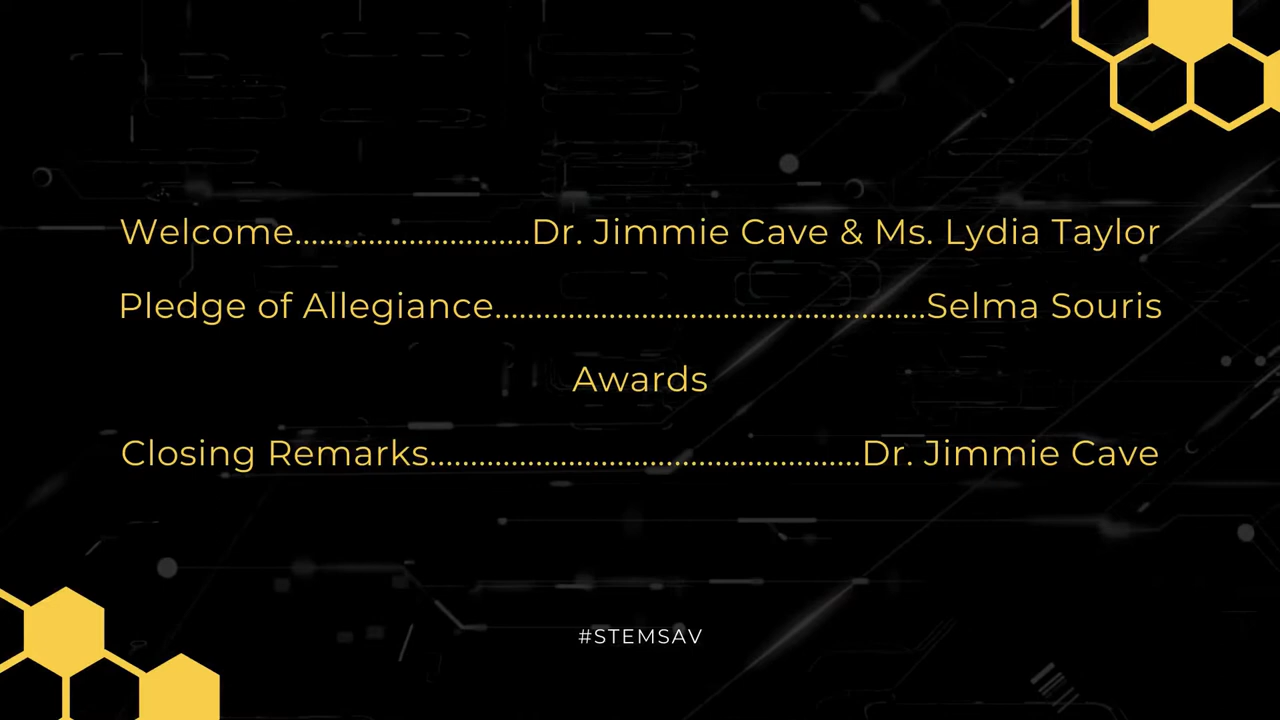 Welcome.............................Dr. Jimmie Cave & Ms. Lydia Taylor
Pledge of Allegiance.....................................................Selma Souris
Awards
Closing Remarks.....................................................Dr. Jimmie Cave
#STEMSAV